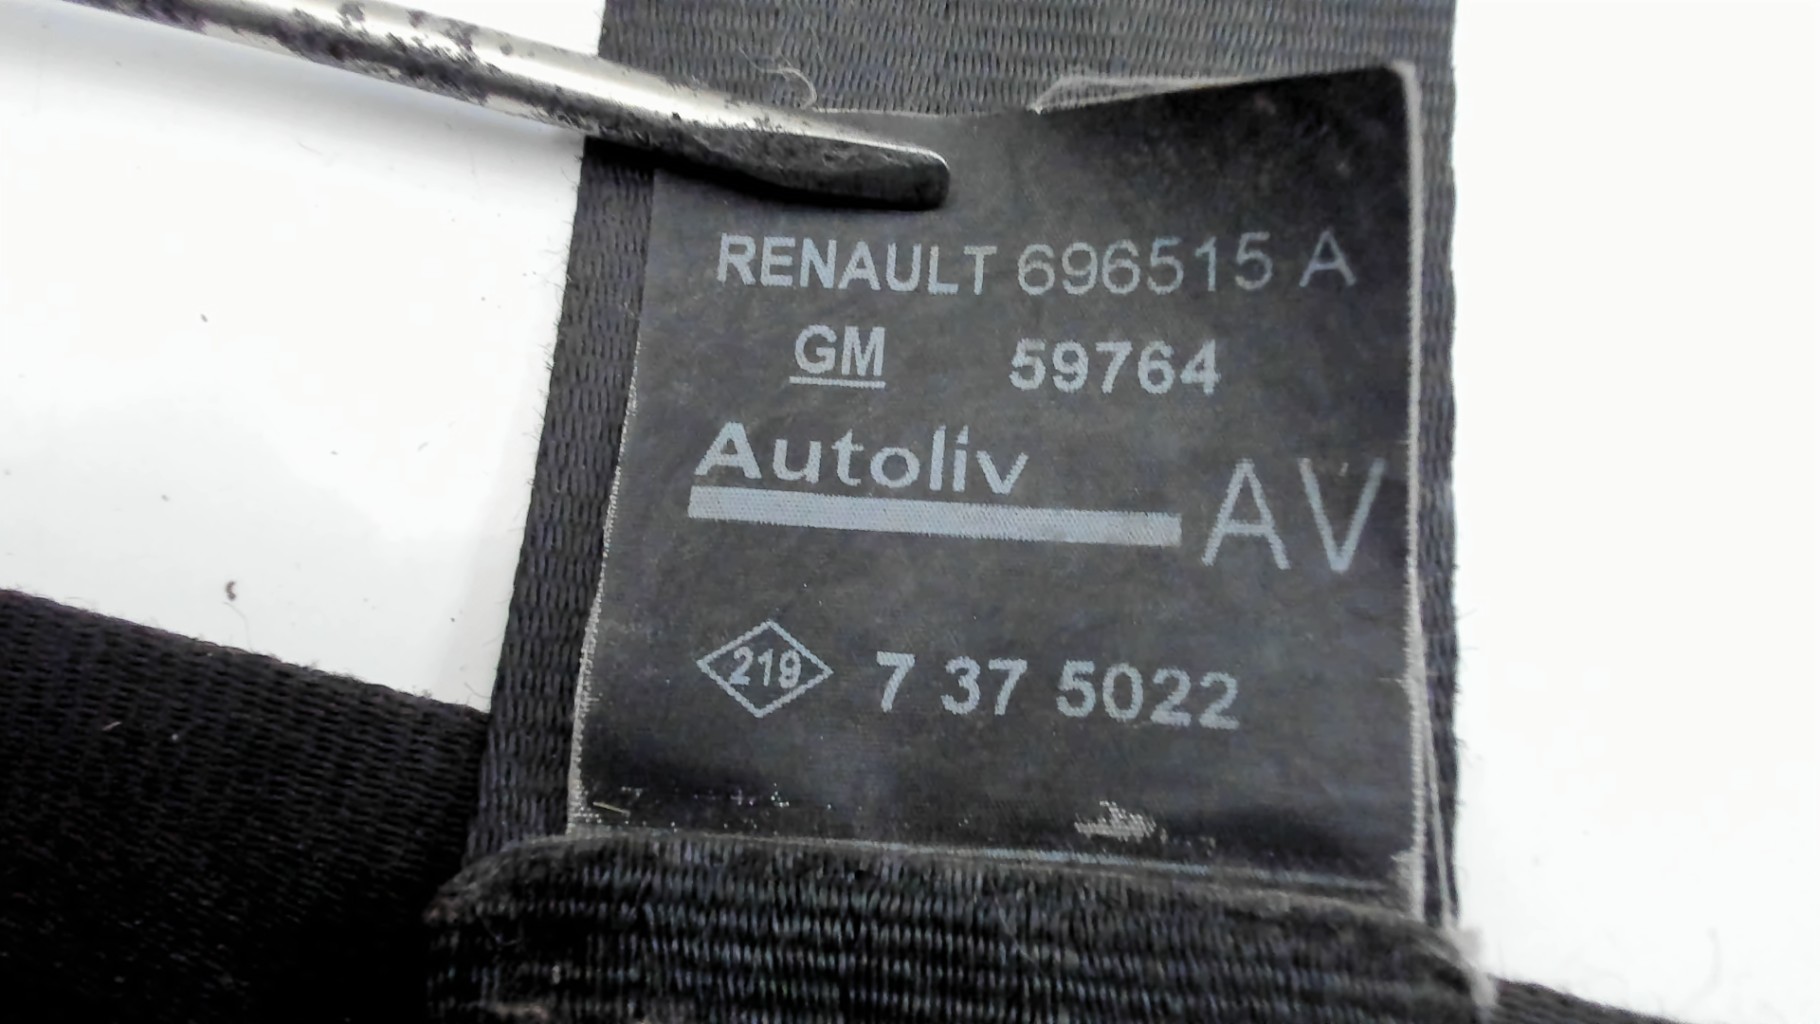 RENAULT 696515 A
GM 59764
Autoliv AV
219 7 37 5022